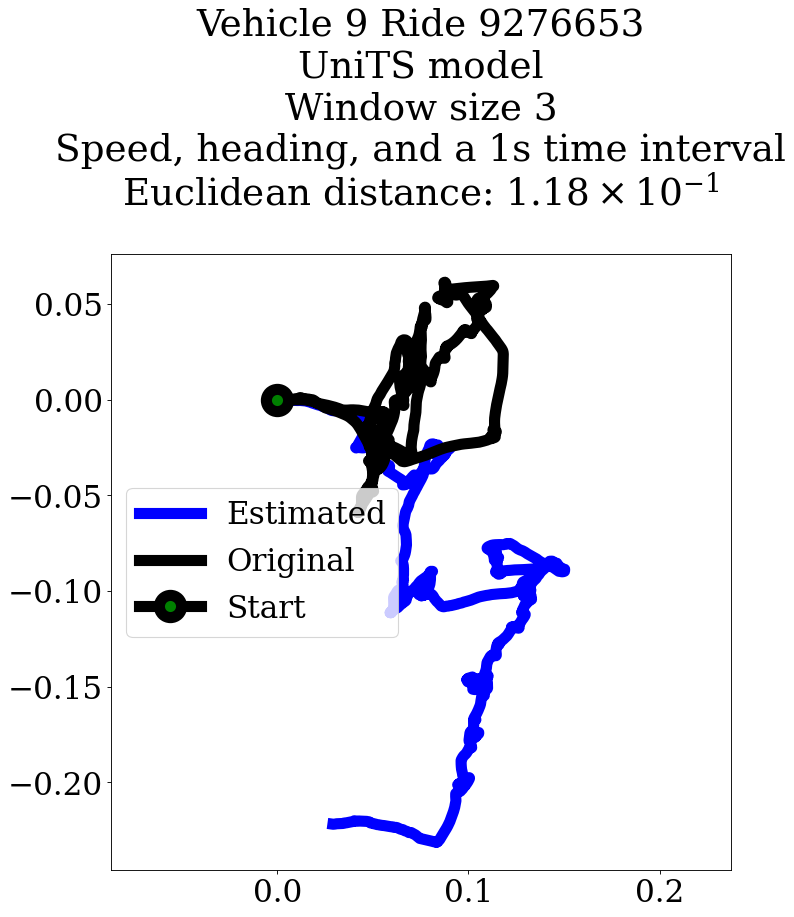 Vehicle 9 Ride 9276653
UniTS model
Window size 3
Speed, heading, and a 1s time interval
Euclidean distance: 1.18 × 10⁻¹
0.05
0.00
−0.05
−0.10
−0.15
−0.20
Estimated
Original
Start
0.0 0.1 0.2